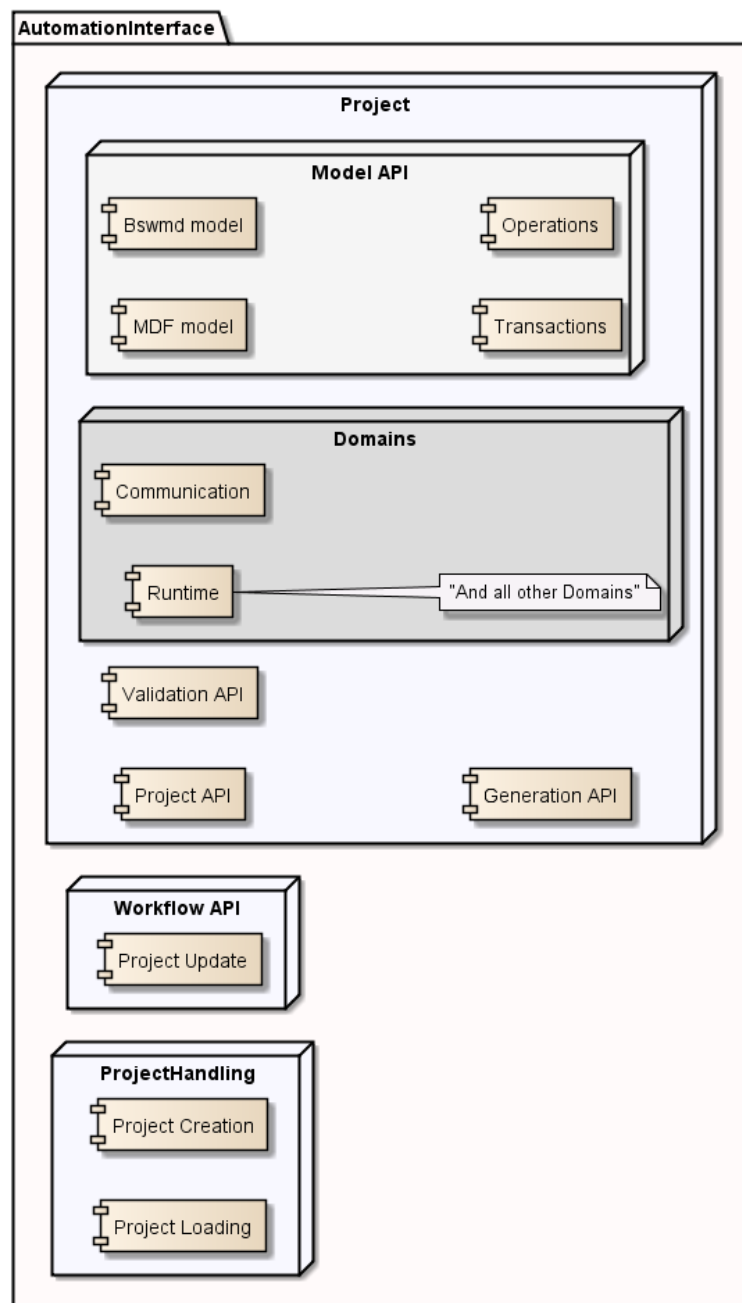 AutomationInterface
Project
Model API
Bswmd model
Operations
MDF model
Transactions
Domains
Communication
Runtime
"And all other Domains"
Validation API
Project API
Generation API
Workflow API
Project Update
ProjectHandling
Project Creation
Project Loading